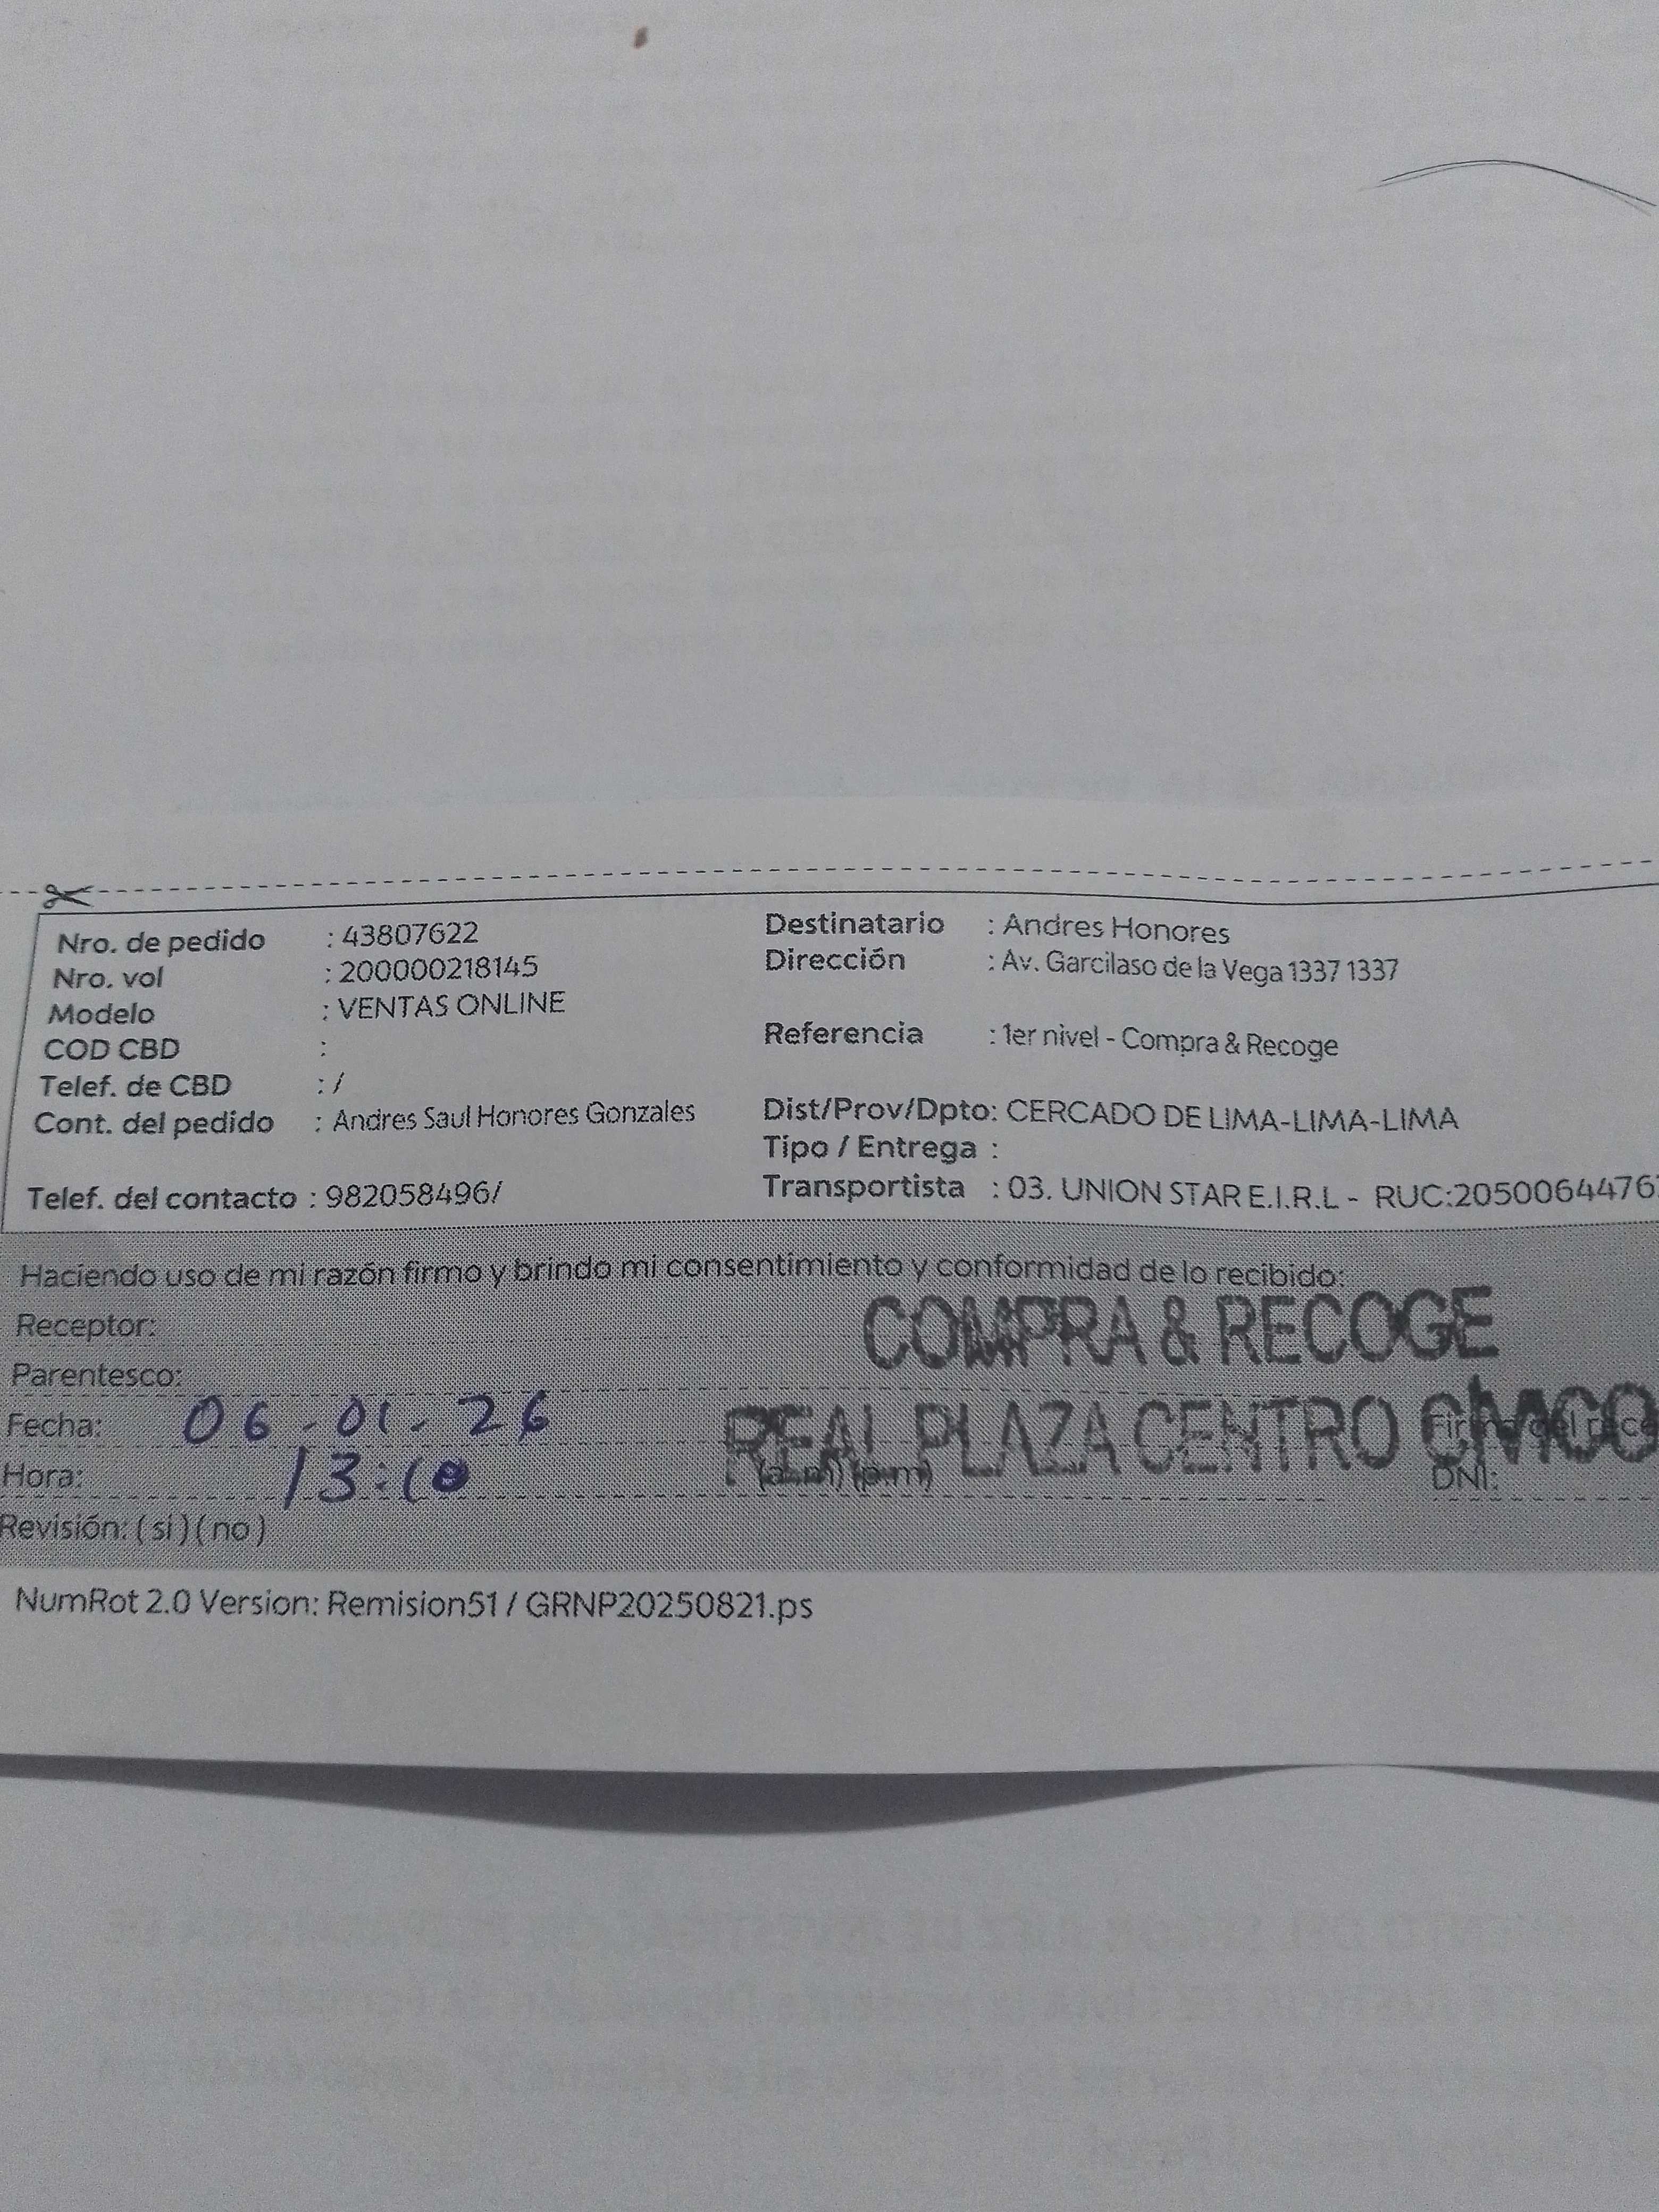 Nro. de pedido : 43807622
Nro. vol : 200000218145
Modelo : VENTAS ONLINE
COD CBD :
Telef. de CBD : /
Cont. del pedido : Andres Saul Honores Gonzales
Telef. del contacto : 982058496/
Destinatario : Andres Honores
Dirección : Av. Garcilaso de la Vega 1337 1337
Referencia : 1er nivel - Compra & Recoge
Dist/Prov/Dpto: CERCADO DE LIMA-LIMA-LIMA
Tipo / Entrega :
Transportista : 03. UNION STAR E.I.R.L - RUC:2050064476
Haciendo uso de mi razón firmo y brindo mi consentimiento y conformidad de lo recibido:
Receptor:
COMPRA & RECOGE
Parentesco:
Fecha: 06-01-26
REAL PLAZA CENTRO CIVICO
Hora: 13:10 (a.m) (p.m) DNI:
Revisión: ( si ) ( no )
NumRot 2.0 Version: Remision51 / GRNP20250821.ps